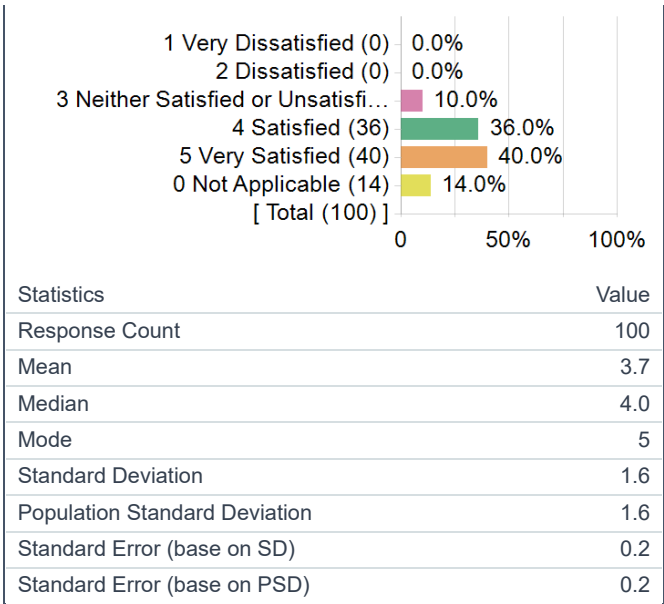 1 Very Dissatisfied (0) 0.0%
2 Dissatisfied (0) 0.0%
3 Neither Satisfied or Unsatisfi... 10.0%
4 Satisfied (36) 36.0%
5 Very Satisfied (40) 40.0%
0 Not Applicable (14) 14.0%
[ Total (100) ]
0 50% 100%
Statistics Value
Response Count 100
Mean 3.7
Median 4.0
Mode 5
Standard Deviation 1.6
Population Standard Deviation 1.6
Standard Error (base on SD) 0.2
Standard Error (base on PSD) 0.2